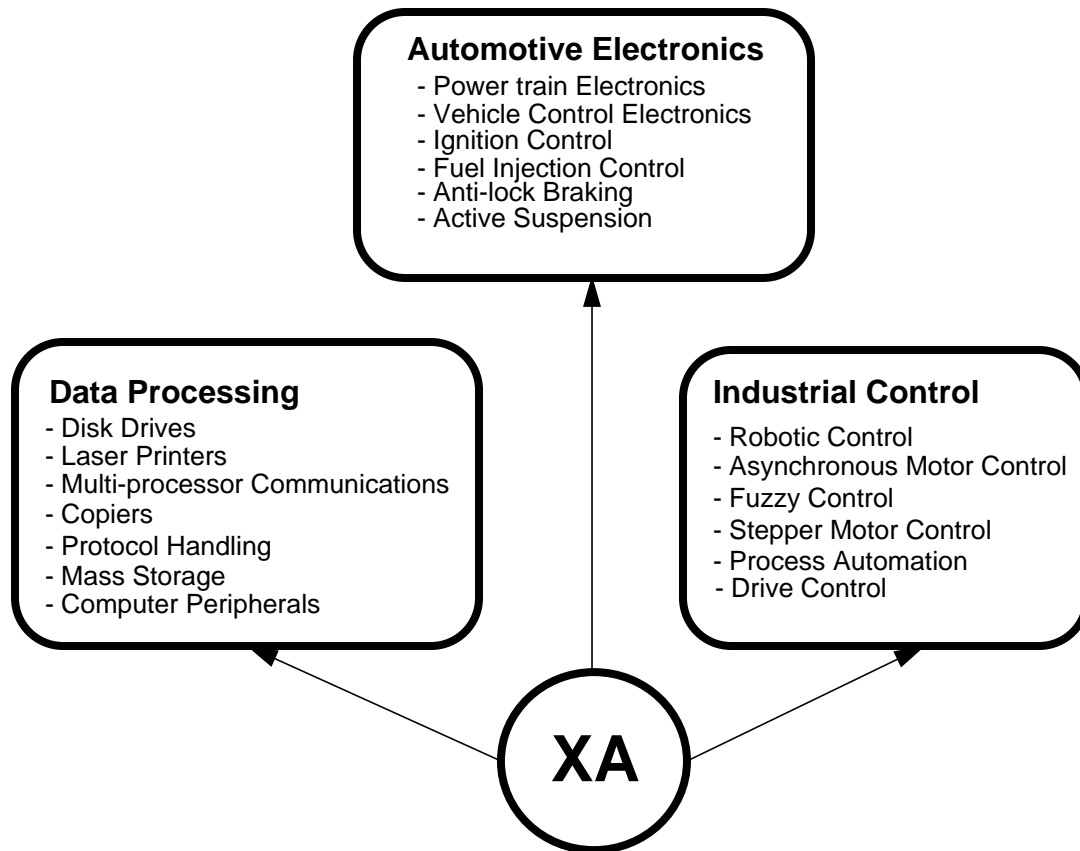 Automotive Electronics
- Power train Electronics
- Vehicle Control Electronics
- Ignition Control
- Fuel Injection Control
- Anti-lock Braking
- Active Suspension
Data Processing
- Disk Drives
- Laser Printers
- Multi-processor Communications
- Copiers
- Protocol Handling
- Mass Storage
- Computer Peripherals
Industrial Control
- Robotic Control
- Asynchronous Motor Control
- Fuzzy Control
- Stepper Motor Control
- Process Automation
- Drive Control
XA